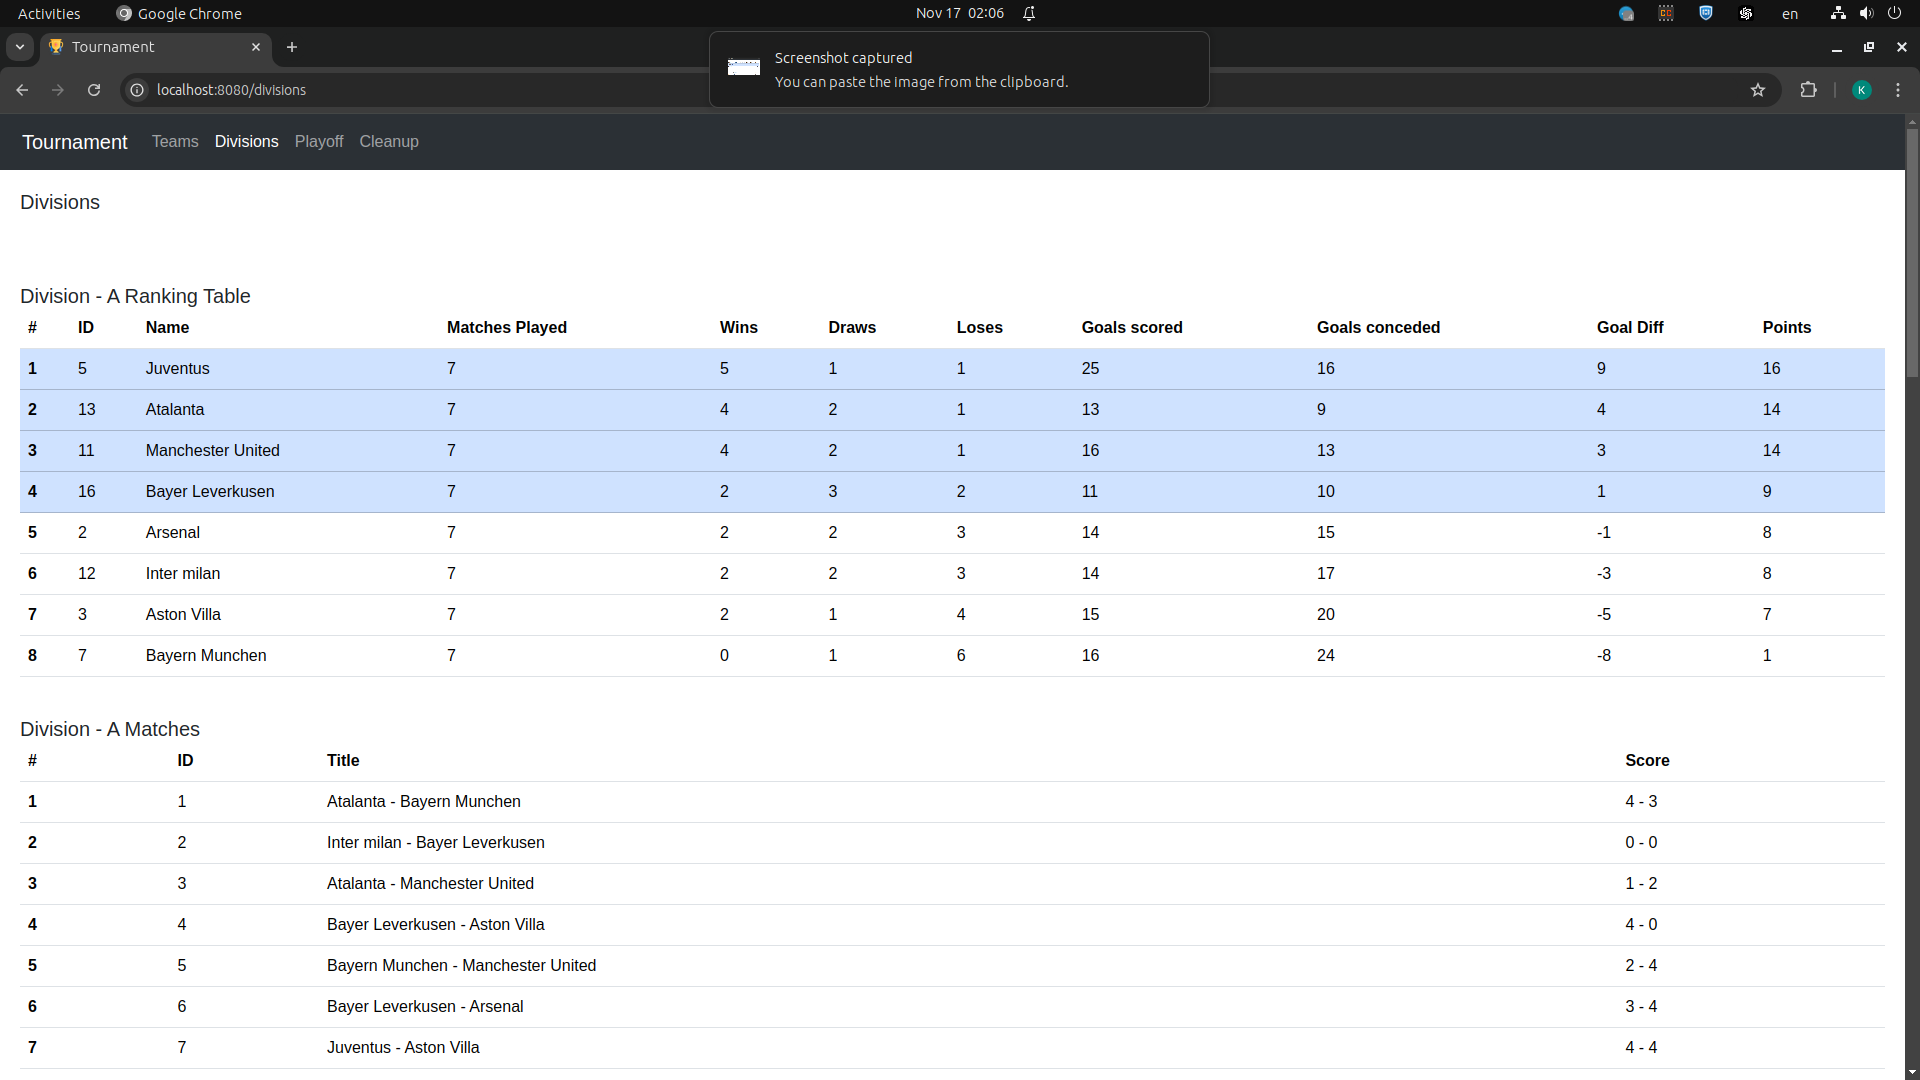 Activities Google Chrome Nov 17 02:06 en
Tournament
Screenshot captured
You can paste the image from the clipboard.
localhost:8080/divisions K
Tournament Teams Divisions Playoff Cleanup
Divisions
Division - A Ranking Table
# ID Name Matches Played Wins Draws Loses Goals scored Goals conceded Goal Diff Points
1 5 Juventus 7 5 1 1 25 16 9 16
2 13 Atalanta 7 4 2 1 13 9 4 14
3 11 Manchester United 7 4 2 1 16 13 3 14
4 16 Bayer Leverkusen 7 2 3 2 11 10 1 9
5 2 Arsenal 7 2 2 3 14 15 -1 8
6 12 Inter milan 7 2 2 3 14 17 -3 8
7 3 Aston Villa 7 2 1 4 15 20 -5 7
8 7 Bayern Munchen 7 0 1 6 16 24 -8 1
Division - A Matches
# ID Title Score
1 1 Atalanta - Bayern Munchen 4 - 3
2 2 Inter milan - Bayer Leverkusen 0 - 0
3 3 Atalanta - Manchester United 1 - 2
4 4 Bayer Leverkusen - Aston Villa 4 - 0
5 5 Bayern Munchen - Manchester United 2 - 4
6 6 Bayer Leverkusen - Arsenal 3 - 4
7 7 Juventus - Aston Villa 4 - 4